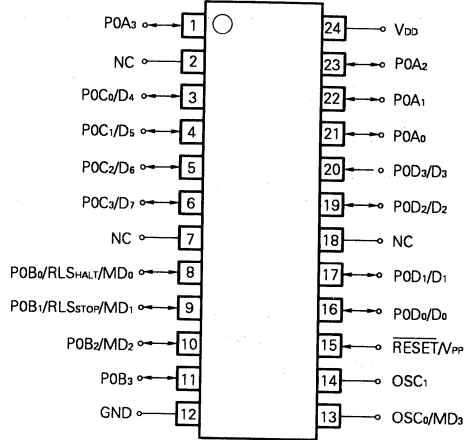 P0A₃ 1 24 VDD
NC 2 23 P0A₂
P0C₀/D₄ 3 22 P0A₁
P0C₁/D₅ 4 21 P0A₀
P0C₂/D₆ 5 20 P0D₃/D₃
P0C₃/D₇ 6 19 P0D₂/D₂
NC 7 18 NC
P0B₀/RLSHALT/MD₀ 8 17 P0D₁/D₁
P0B₁/RLSSTOP/MD₁ 9 16 P0D₀/D₀
P0B₂/MD₂ 10 15 RESET/VPP
P0B₃ 11 14 OSC₁
GND 12 13 OSC₀/MD₃